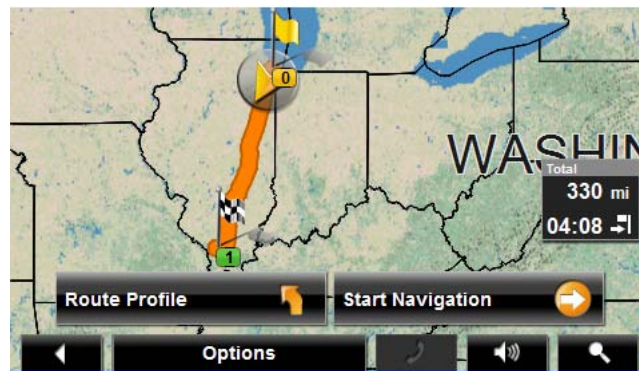 0
WASHIN
Total
330 mi
04:08
1
Route Profile
Start Navigation
Options